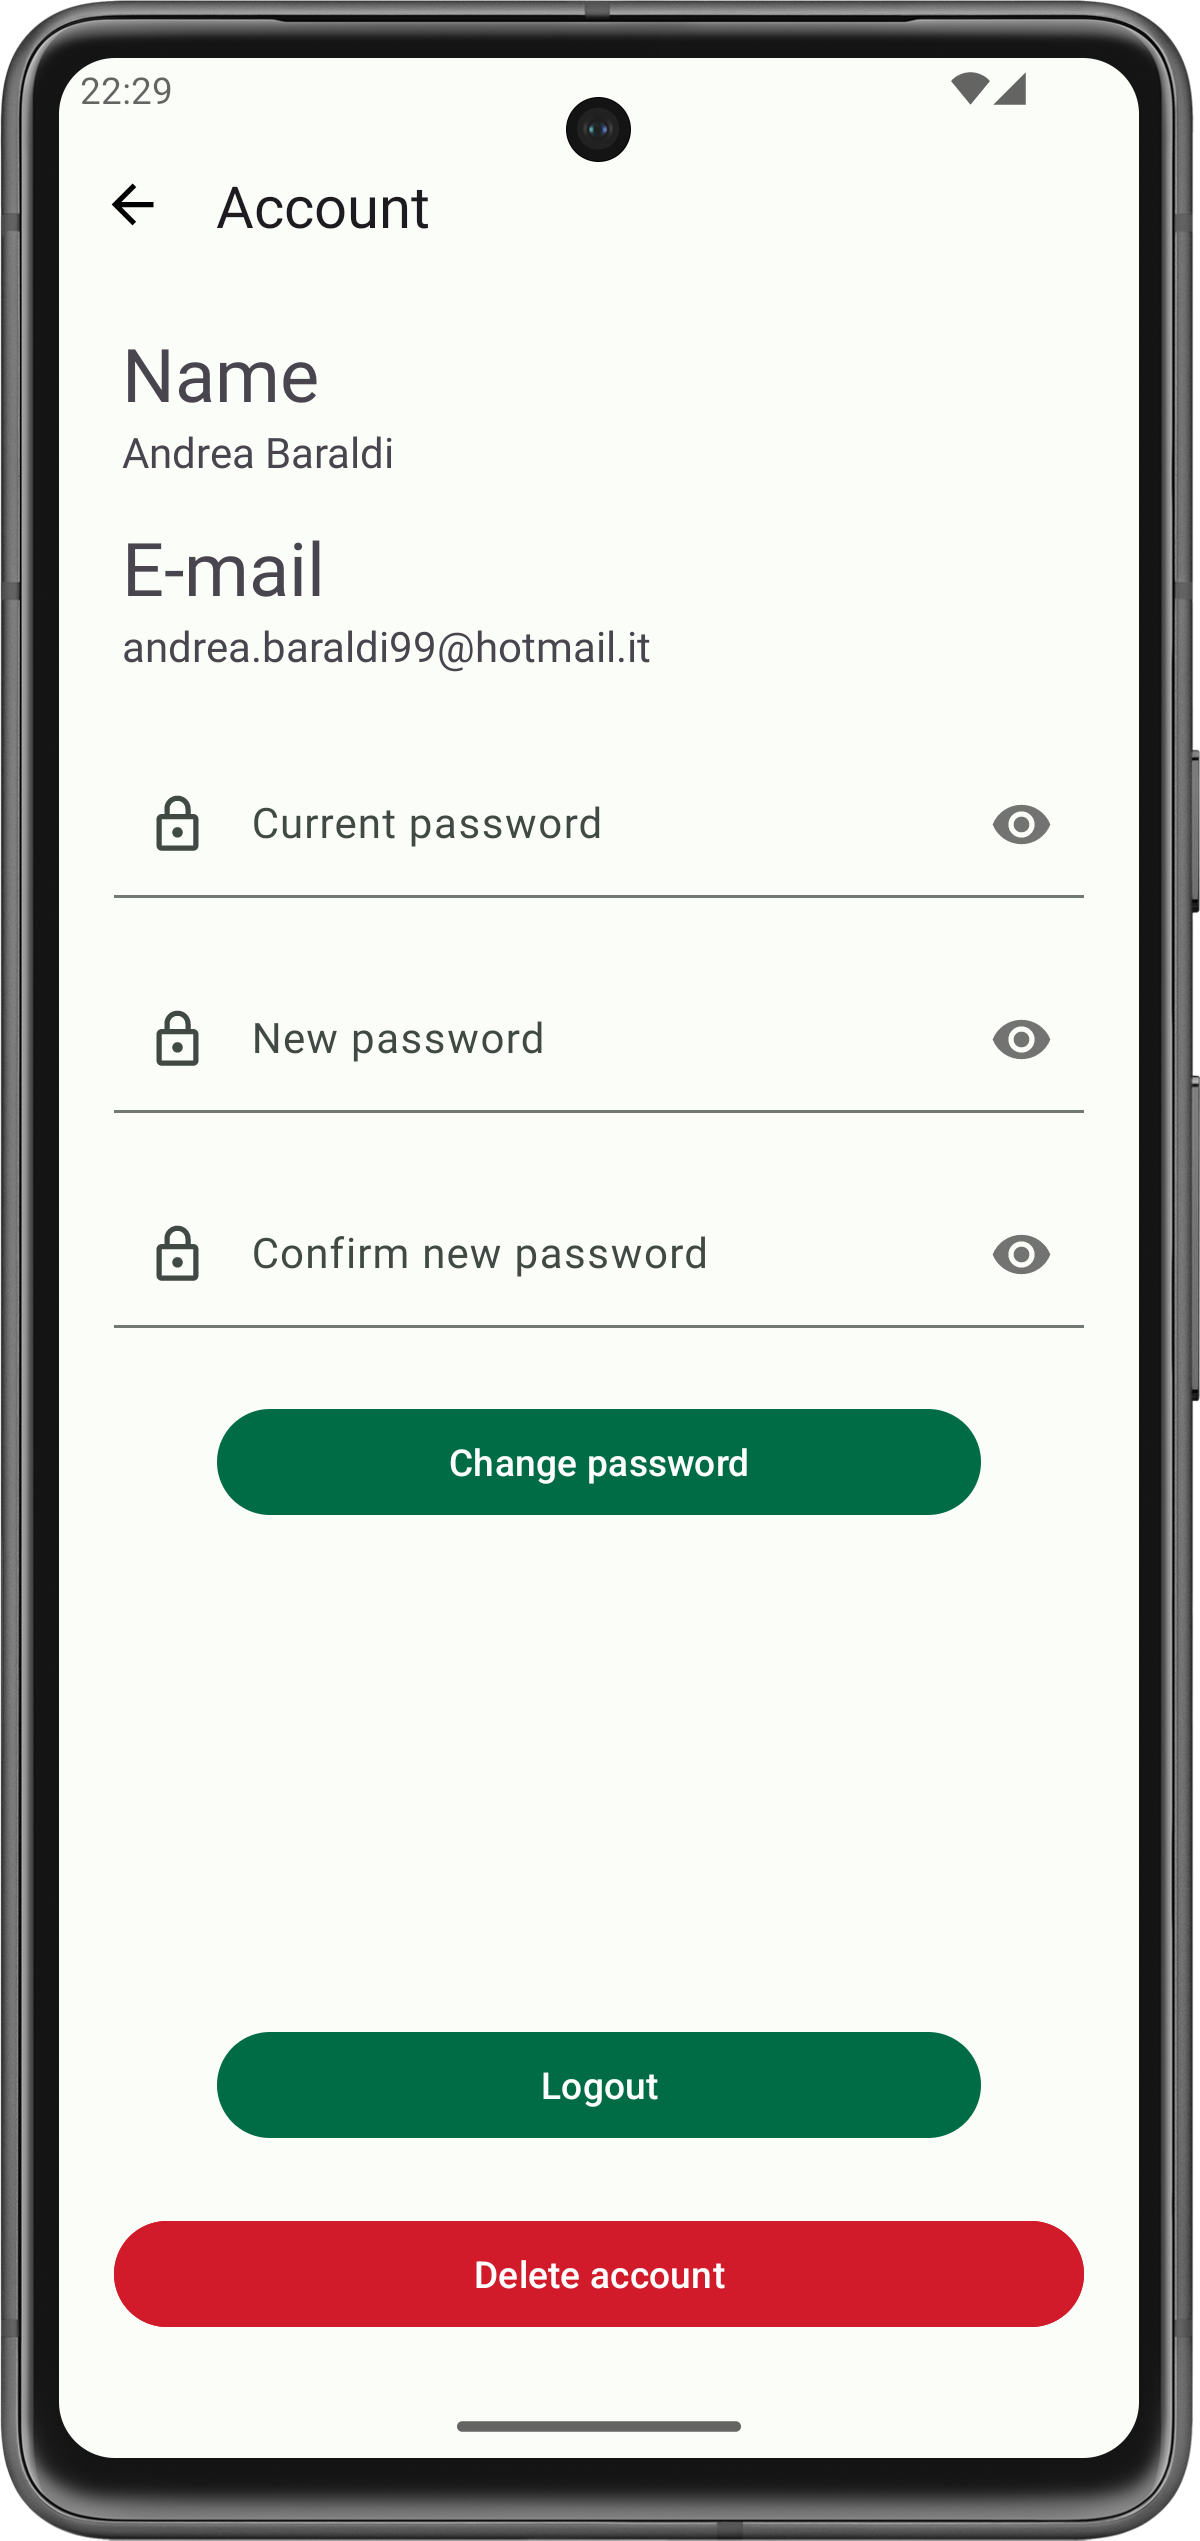 22:29
Account
Name
Andrea Baraldi
E-mail
andrea.baraldi99@hotmail.it
Current password
New password
Confirm new password
Change password
Logout
Delete account